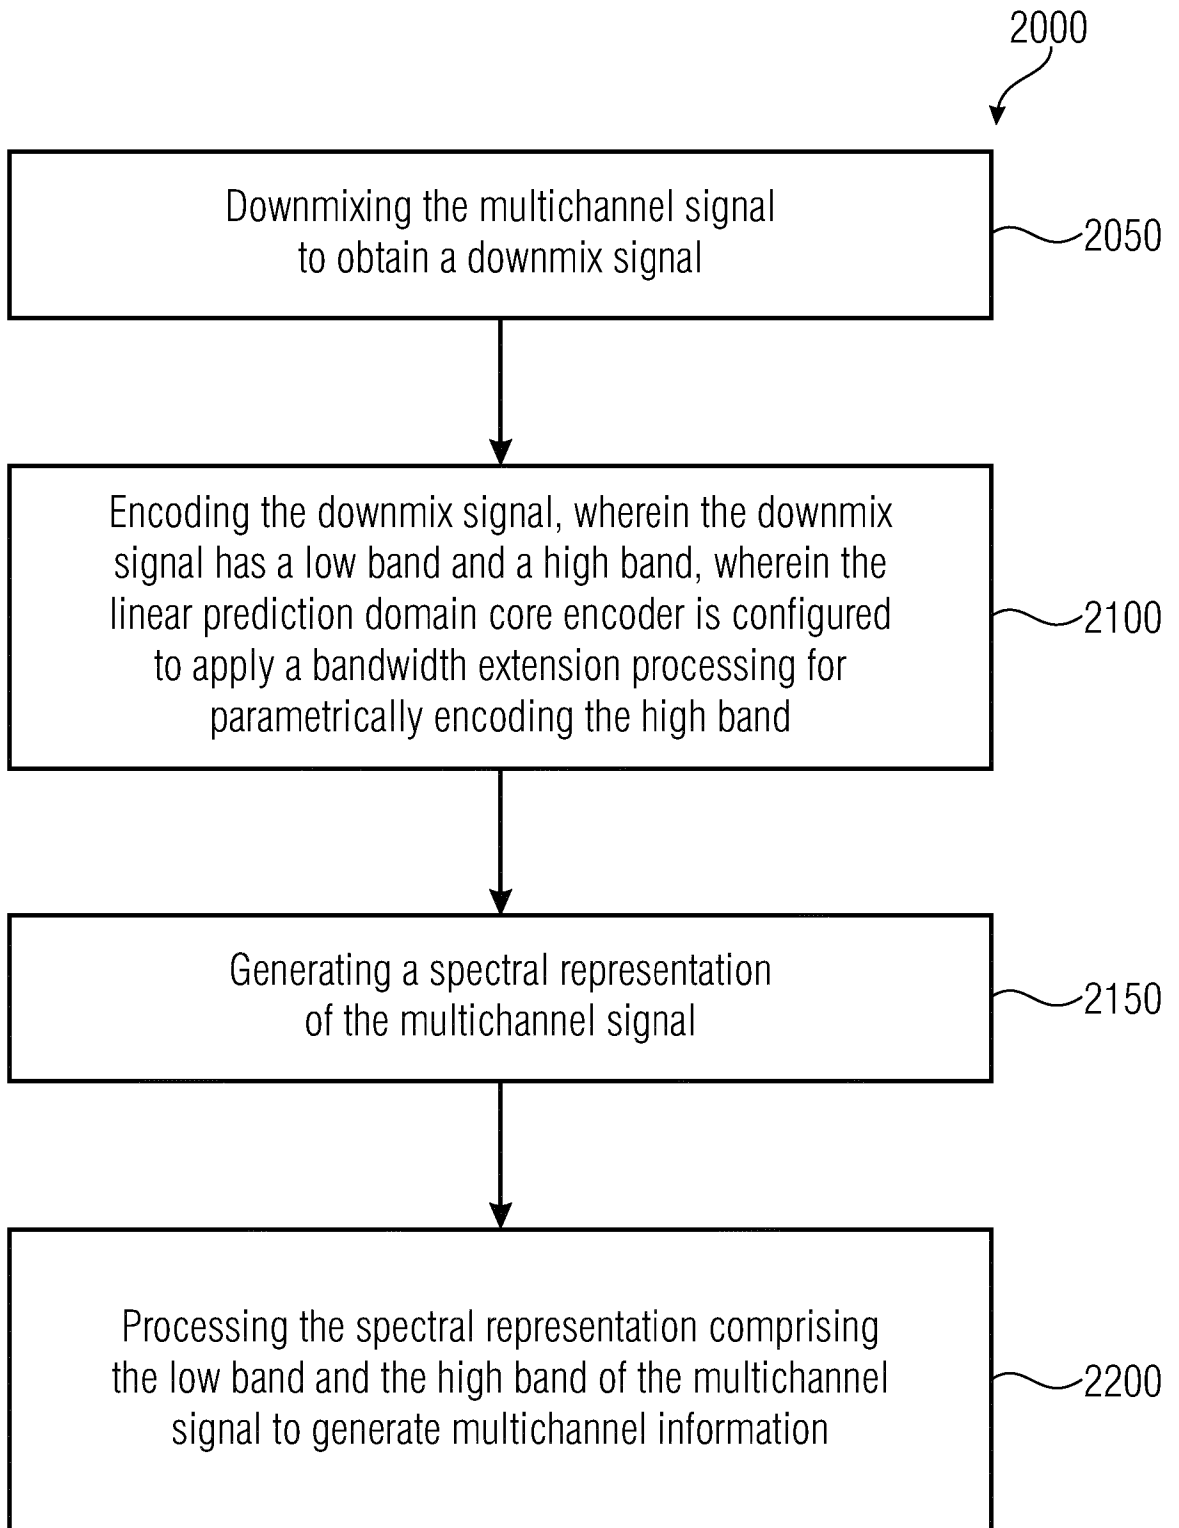 2000
Downmixing the multichannel signal
to obtain a downmix signal
2050
Encoding the downmix signal, wherein the downmix
signal has a low band and a high band, wherein the
linear prediction domain core encoder is configured
to apply a bandwidth extension processing for
parametrically encoding the high band
2100
Generating a spectral representation
of the multichannel signal
2150
Processing the spectral representation comprising
the low band and the high band of the multichannel
signal to generate multichannel information
2200